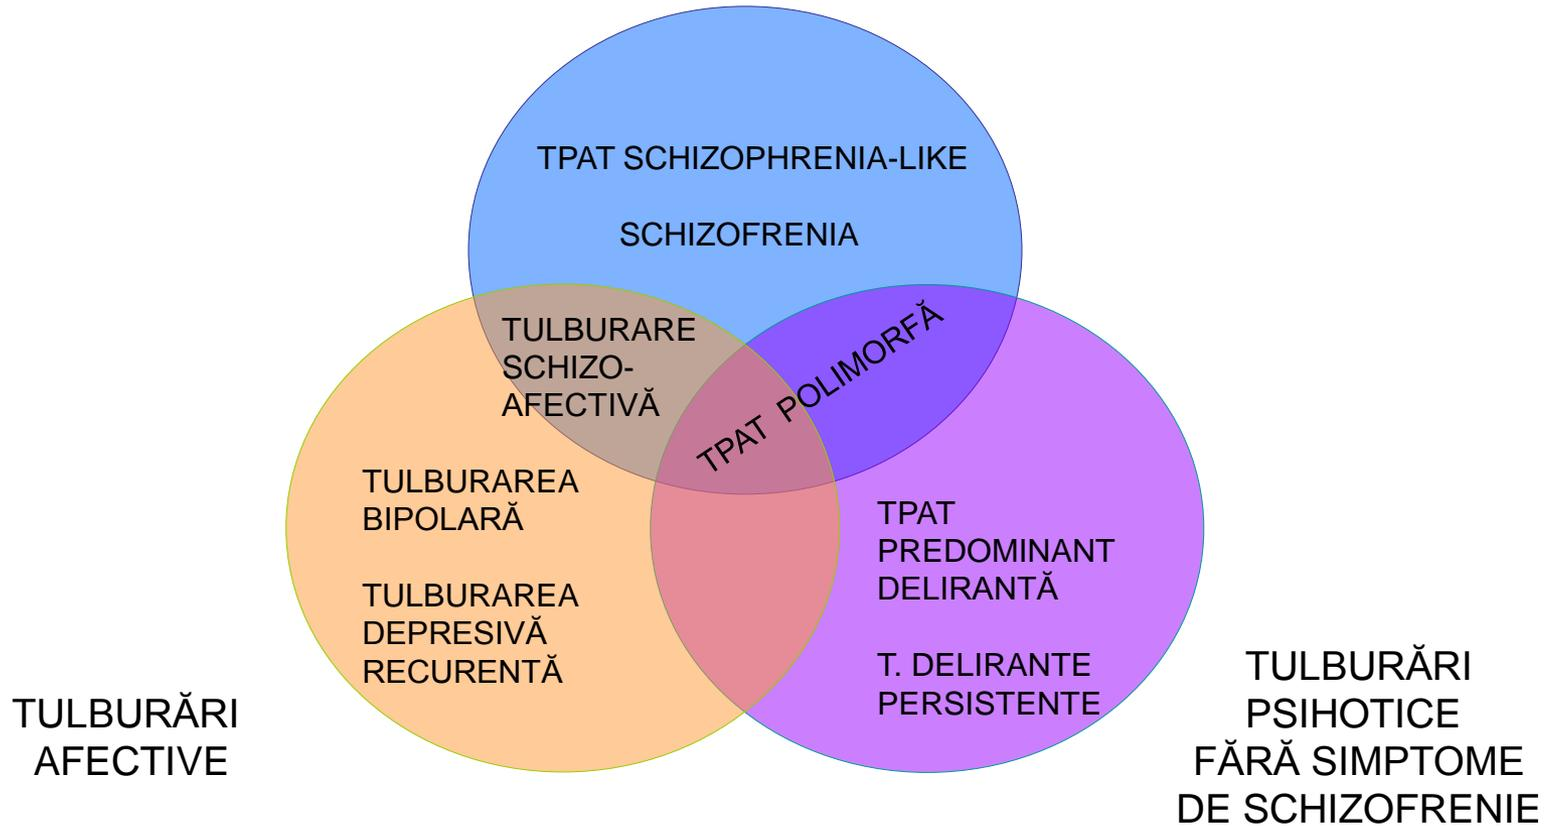 TPAT SCHIZOPHRENIA-LIKE
SCHIZOFRENIA
TULBURARE
SCHIZO-
AFECTIVĂ
TPAT POLIMORFĂ
TULBURAREA
BIPOLARĂ
TULBURAREA
DEPRESIVĂ
RECURENTĂ
TPAT
PREDOMINANT
DELIRANTĂ
T. DELIRANTE
PERSISTENTE
TULBURĂRI
AFECTIVE
TULBURĂRI
PSIHOTICE
FĂRĂ SIMPTOME
DE SCHIZOFRENIE